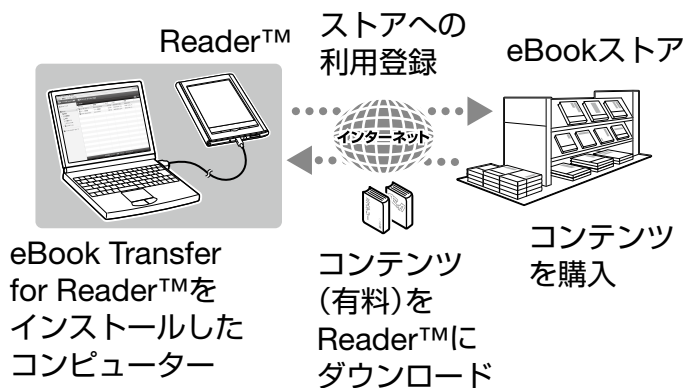 Reader™
ストアへの
利用登録
eBookストア
インターネット
eBook Transfer
for Reader™を
インストールした
コンピューター
コンテンツ
(有料)を
Reader™に
ダウンロード
コンテンツ
を購入